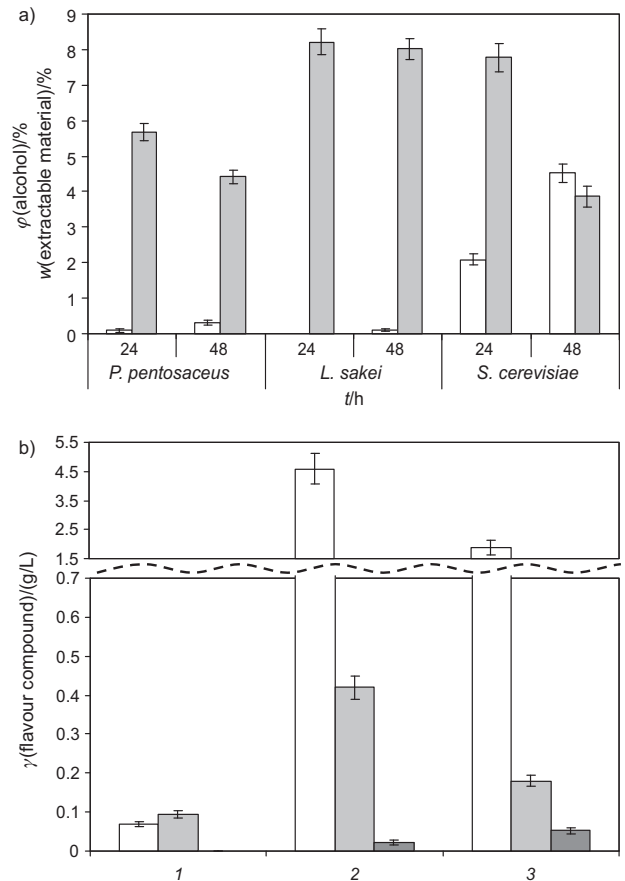 a)
φ(alcohol)/%
w(extractable material)/%
9
8
7
6
5
4
3
2
1
0
24 48 24 48 24 48
P. pentosaceus L. sakei S. cerevisiae
t/h
b)
γ(flavour compound)/(g/L)
5.5
4.5
3.5
2.5
1.5
0.7
0.6
0.5
0.4
0.3
0.2
0.1
0
1 2 3